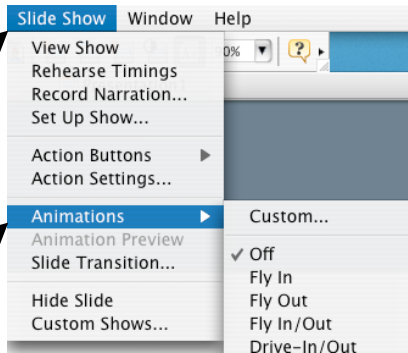 Slide Show Window Help
90%
View Show
Rehearse Timings
Record Narration...
Set Up Show...
Action Buttons
Action Settings...
Animations
Animation Preview
Slide Transition...
Hide Slide
Custom Shows...
Custom...
Off
Fly In
Fly Out
Fly In/Out
Drive-In/Out